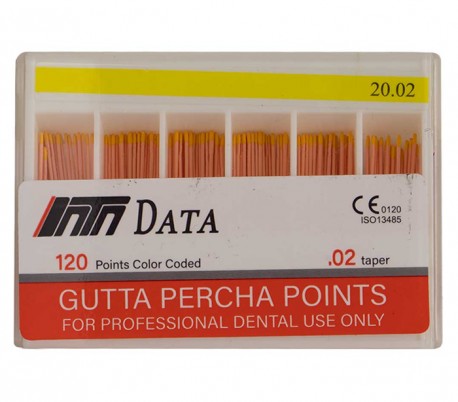 20.02
DATA
CE 0120
ISO13485
120 Points Color Coded
.02 taper
GUTTA PERCHA POINTS
FOR PROFESSIONAL DENTAL USE ONLY